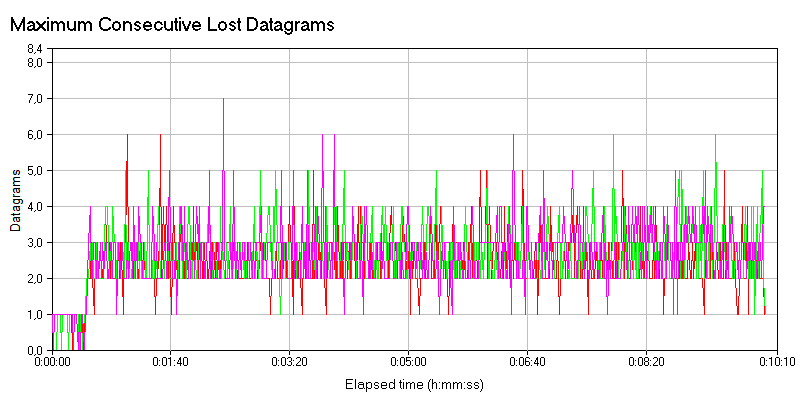 Maximum Consecutive Lost Datagrams
8,4
8,0
7,0
6,0
5,0
4,0
3,0
2,0
1,0
0,0
Datagrams
0:00:00 0:01:40 0:03:20 0:05:00 0:06:40 0:08:20 0:10:10
Elapsed time (h:mm:ss)